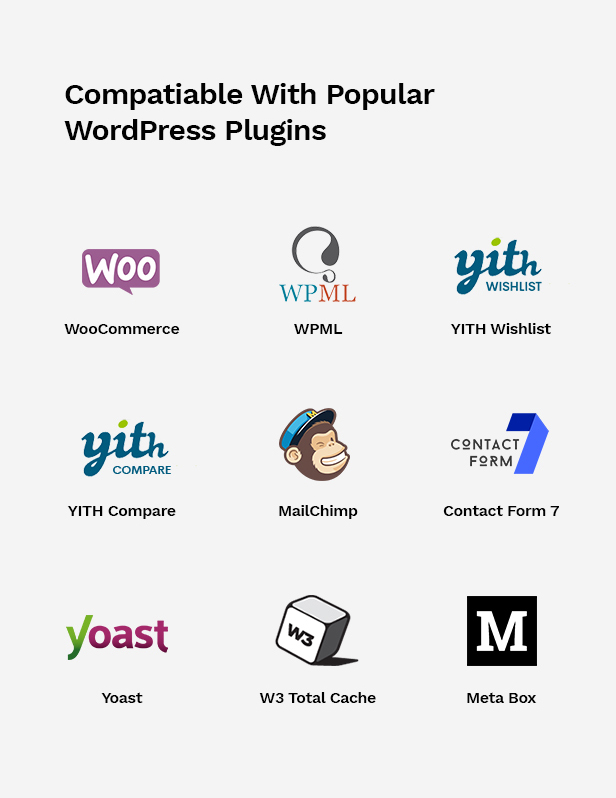 Compatiable With Popular
WordPress Plugins
WOO
WooCommerce
WPML
WPML
yith
WISHLIST
YITH Wishlist
yith
COMPARE
YITH Compare
MailChimp
CONTACT
FORM
7
Contact Form 7
yoast
Yoast
W3
W3 Total Cache
M
Meta Box